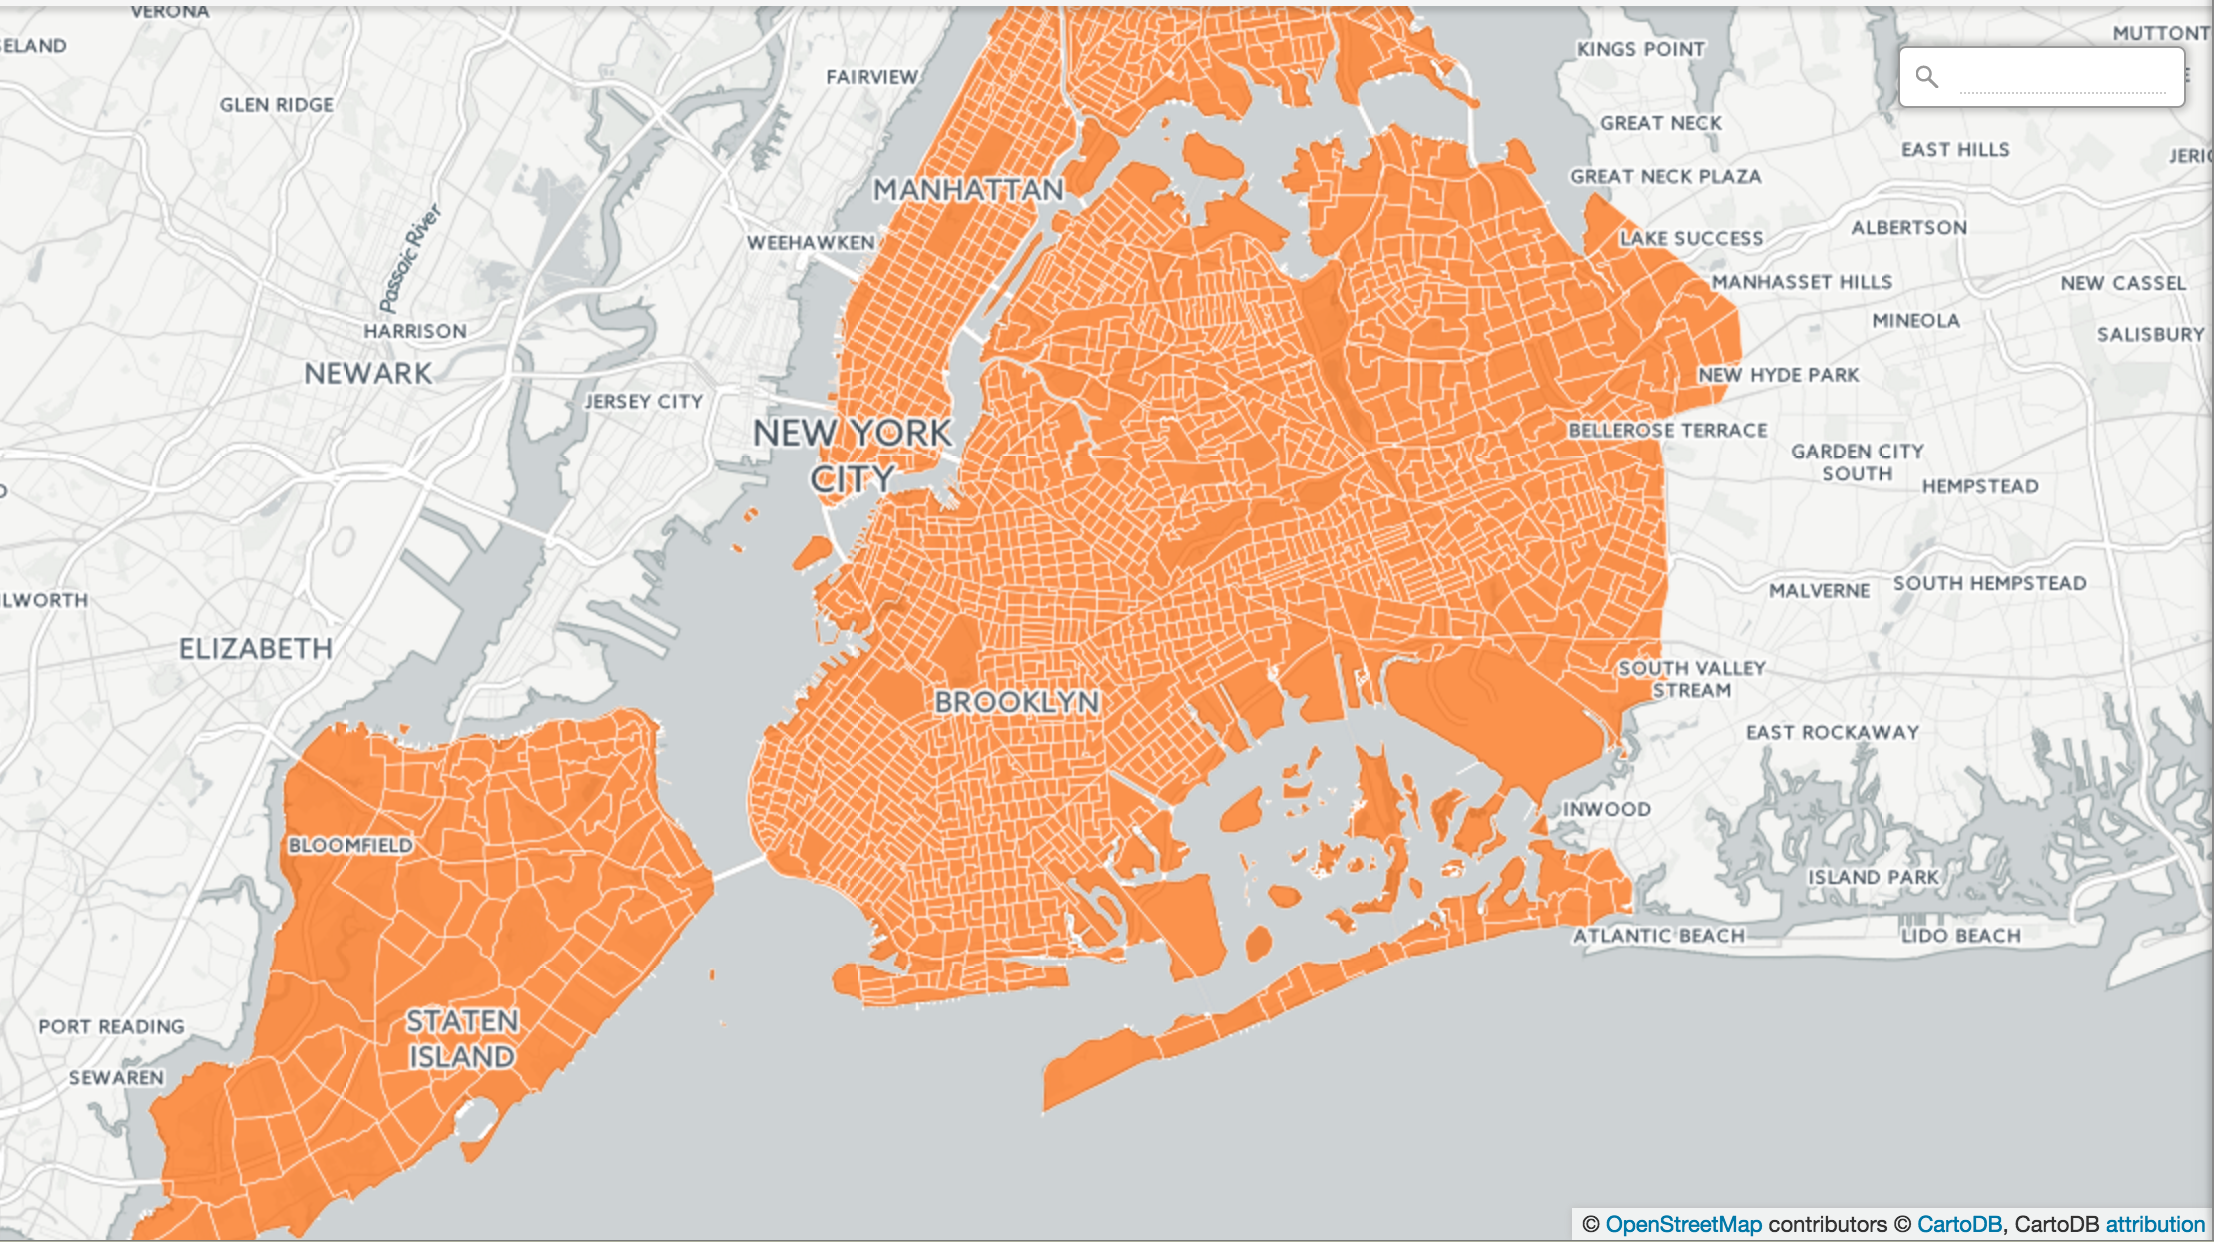 VERONA
MUTTONT
ELAND
KINGS POINT
FAIRVIEW
GLEN RIDGE
GREAT NECK
EAST HILLS
JERIC
GREAT NECK PLAZA
MANHATTAN
Passaic River
ALBERTSON
LAKE SUCCESS
WEEHAWKEN
MANHASSET HILLS
NEW CASSEL
MINEOLA
HARRISON
SALISBURY
NEWARK
NEW HYDE PARK
JERSEY CITY
NEW YORK
CITY
BELLEROSE TERRACE
GARDEN CITY
SOUTH
HEMPSTEAD
MALVERNE
SOUTH HEMPSTEAD
ILWORTH
ELIZABETH
SOUTH VALLEY
STREAM
BROOKLYN
EAST ROCKAWAY
INWOOD
BLOOMFIELD
ISLAND PARK
ATLANTIC BEACH
LIDO BEACH
STATEN
ISLAND
PORT READING
SEWAREN
© OpenStreetMap contributors © CartoDB, CartoDB attribution